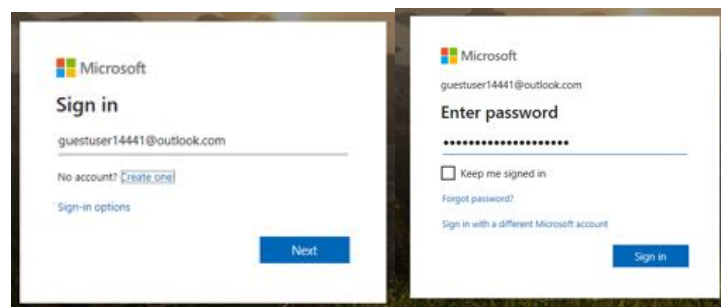 Microsoft
Sign in
guestuser14441@outlook.com
No account? Create one!
Sign-in options
Next
Microsoft
guestuser14441@outlook.com
Enter password
••••••••••••••••••••
Keep me signed in
Forgot password?
Sign in with a different Microsoft account
Sign in